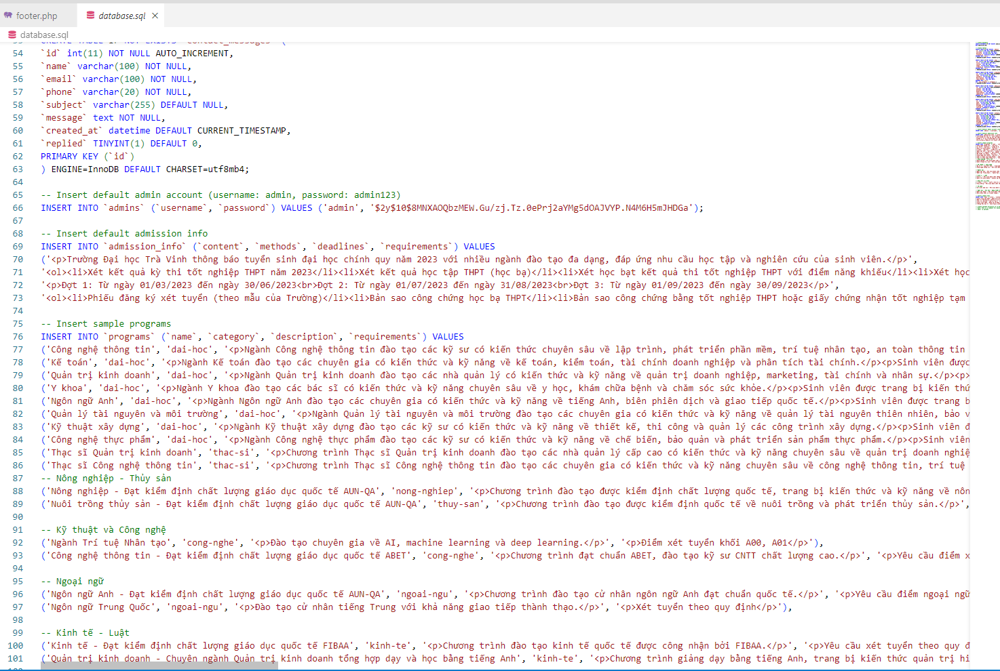 footer.php
database.sql
database.sql
54 `id` int(11) NOT NULL AUTO_INCREMENT,
55 `name` varchar(100) NOT NULL,
56 `email` varchar(100) NOT NULL,
57 `phone` varchar(20) NOT NULL,
58 `subject` varchar(255) DEFAULT NULL,
59 `message` text NOT NULL,
60 `created_at` datetime DEFAULT CURRENT_TIMESTAMP,
61 `replied` TINYINT(1) DEFAULT 0,
62 PRIMARY KEY (`id`)
63 ) ENGINE=InnoDB DEFAULT CHARSET=utf8mb4;
64
65 -- Insert default admin account (username: admin, password: admin123)
66 INSERT INTO `admins` (`username`, `password`) VALUES ('admin', '$2y$10$8MNXAOQbzMEW.Gu/zj.Tz.0ePrj2aYMg5dOAJVYP.N4M6H5mJHDGa');
67
68 -- Insert default admission info
69 INSERT INTO `admission_info` (`content`, `methods`, `deadlines`, `requirements`) VALUES
70 ('<p>Trường Đại học Trà Vinh thông báo tuyển sinh đại học chính quy năm 2023 với nhiều ngành đào tạo đa dạng, đáp ứng nhu cầu học tập và nghiên cứu của sinh viên.</p>',
71 '<ol><li>Xét kết quả kỳ thi tốt nghiệp THPT năm 2023</li><li>Xét kết quả học tập THPT (học bạ)</li><li>Xét học bạt kết quả thi tốt nghiệp THPT với điểm năng khiếu</li><li>Xét học
72 '<p>Đợt 1: Từ ngày 01/03/2023 đến ngày 30/06/2023<br>Đợt 2: Từ ngày 01/07/2023 đến ngày 31/08/2023<br>Đợt 3: Từ ngày 01/09/2023 đến ngày 30/09/2023</p>',
73 '<ol><li>Phiếu đăng ký xét tuyển (theo mẫu của Trường)</li><li>Bản sao công chứng học bạ THPT</li><li>Bản sao công chứng bằng tốt nghiệp THPT hoặc giấy chứng nhận tốt nghiệp tạm
74
75 -- Insert sample programs
76 INSERT INTO `programs` (`name`, `category`, `description`, `requirements`) VALUES
77 ('Công nghệ thông tin', 'dai-hoc', '<p>Ngành Công nghệ thông tin đào tạo các kỹ sư có kiến thức chuyên sâu về lập trình, phát triển phần mềm, trí tuệ nhân tạo, an toàn thông tin
78 ('Kế toán', 'dai-hoc', '<p>Ngành Kế toán đào tạo các chuyên gia có kiến thức và kỹ năng về kế toán, kiểm toán, tài chính doanh nghiệp và phân tích tài chính.</p><p>Sinh viên được
79 ('Quản trị kinh doanh', 'dai-hoc', '<p>Ngành Quản trị kinh doanh đào tạo các nhà quản lý có kiến thức và kỹ năng về quản trị doanh nghiệp, marketing, tài chính và nhân sự.</p><p>
80 ('Y khoa', 'dai-hoc', '<p>Ngành Y khoa đào tạo các bác sĩ có kiến thức và kỹ năng chuyên sâu về y học, khám chữa bệnh và chăm sóc sức khỏe.</p><p>Sinh viên được trang bị kiến thứ
81 ('Ngôn ngữ Anh', 'dai-hoc', '<p>Ngành Ngôn ngữ Anh đào tạo các chuyên gia có kiến thức và kỹ năng về tiếng Anh, biên phiên dịch và giao tiếp quốc tế.</p><p>Sinh viên được trang b
82 ('Quản lý tài nguyên và môi trường', 'dai-hoc', '<p>Ngành Quản lý tài nguyên và môi trường đào tạo các chuyên gia có kiến thức và kỹ năng về quản lý tài nguyên thiên nhiên, bảo v
83 ('Kỹ thuật xây dựng', 'dai-hoc', '<p>Ngành Kỹ thuật xây dựng đào tạo các kỹ sư có kiến thức và kỹ năng về thiết kế, thi công và quản lý các công trình xây dựng.</p><p>Sinh viên đ
84 ('Công nghệ thực phẩm', 'dai-hoc', '<p>Ngành Công nghệ thực phẩm đào tạo các kỹ sư có kiến thức và kỹ năng về chế biến, bảo quản và phát triển sản phẩm thực phẩm.</p><p>Sinh viên
85 ('Thạc sĩ Quản trị kinh doanh', 'thac-si', '<p>Chương trình Thạc sĩ Quản trị kinh doanh đào tạo các nhà quản lý cấp cao có kiến thức và kỹ năng chuyên sâu về quản trị doanh nghiệ
86 ('Thạc sĩ Công nghệ thông tin', 'thac-si', '<p>Chương trình Thạc sĩ Công nghệ thông tin đào tạo các chuyên gia có kiến thức và kỹ năng chuyên sâu về công nghệ thông tin, trí tuệ
87 -- Nông nghiệp - Thủy sản
88 ('Nông nghiệp - Đạt kiểm định chất lượng giáo dục quốc tế AUN-QA', 'nong-nghiep', '<p>Chương trình đào tạo được kiểm định chất lượng quốc tế, trang bị kiến thức và kỹ năng về nôn
89 ('Nuôi trồng thủy sản - Đạt kiểm định chất lượng giáo dục quốc tế AUN-QA', 'thuy-san', '<p>Chương trình đào tạo được kiểm định quốc tế về nuôi trồng và phát triển thủy sản.</p>',
90
91 -- Kỹ thuật và Công nghệ
92 ('Ngành Trí tuệ Nhân tạo', 'cong-nghe', '<p>Đào tạo chuyên gia về AI, machine learning và deep learning.</p>', '<p>Điểm xét tuyển khối A00, A01</p>'),
93 ('Công nghệ thông tin - Đạt kiểm định chất lượng giáo dục quốc tế ABET', 'cong-nghe', '<p>Chương trình đạt chuẩn ABET, đào tạo kỹ sư CNTT chất lượng cao.</p>', '<p>Yêu cầu điểm x
94
95 -- Ngoại ngữ
96 ('Ngôn ngữ Anh - Đạt kiểm định chất lượng giáo dục quốc tế AUN-QA', 'ngoai-ngu', '<p>Chương trình đào tạo cử nhân ngôn ngữ Anh đạt chuẩn quốc tế.</p>', '<p>Yêu cầu điểm ngoại ngữ
97 ('Ngôn ngữ Trung Quốc', 'ngoai-ngu', '<p>Đào tạo cử nhân tiếng Trung với khả năng giao tiếp thành thạo.</p>', '<p>Xét tuyển theo quy định</p>'),
98
99 -- Kinh tế - Luật
100 ('Kinh tế - Đạt kiểm định chất lượng giáo dục quốc tế FIBAA', 'kinh-te', '<p>Chương trình đào tạo kinh tế quốc tế được công nhận bởi FIBAA.</p>', '<p>Yêu cầu xét tuyển theo quy đ
101 ('Quản trị kinh doanh - Chuyên ngành Quản trị kinh doanh tổng hợp dạy và học bằng tiếng Anh', 'kinh-te', '<p>Chương trình giảng dạy bằng tiếng Anh, trang bị kiến thức quản trị hi